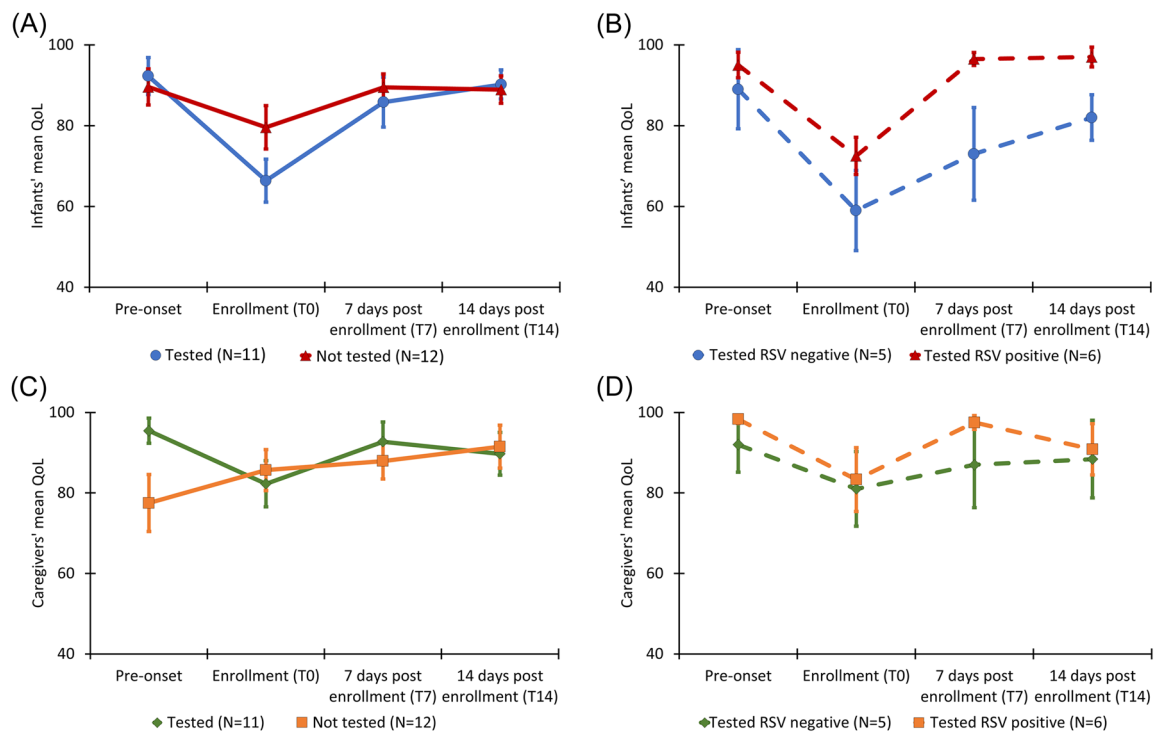 (A)
100
80
60
40
Infants' mean QoL
Pre-onset
Enrollment (T0)
7 days post
enrollment (T7)
14 days post
enrollment (T14)
Tested (N=11)
Not tested (N=12)
(B)
100
80
60
40
Infants’ mean QoL
Pre-onset
Enrollment (T0)
7 days post
enrollment (T7)
14 days post
enrollment (T14)
Tested RSV negative (N=5)
Tested RSV positive (N=6)
(C)
100
80
60
40
Caregivers' mean QoL
Pre-onset
Enrollment (T0)
7 days post
enrollment (T7)
14 days post
enrollment (T14)
Tested (N=11)
Not tested (N=12)
(D)
100
80
60
40
Caregivers' mean QoL
Pre-onset
Enrollment (T0)
7 days post
enrollment (T7)
14 days post
enrollment (T14)
Tested RSV negative (N=5)
Tested RSV positive (N=6)